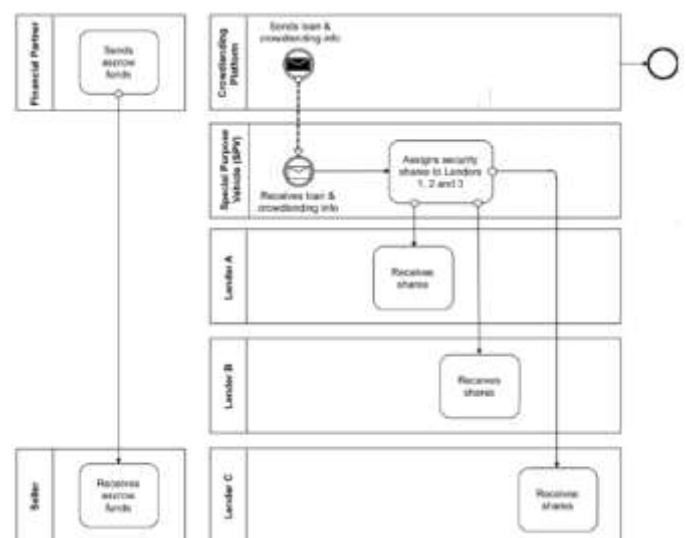 Financial Partner
Sends
escrow
funds
Crowdlending
Platform
Sends loan &
crowdlending info
Special Purpose
Vehicle (SPV)
Receives loan &
crowdlending info
Assigns security
shares to Lenders
1, 2 and 3
Lender A
Receives
shares
Lender B
Receives
shares
Seller
Receives
escrow
funds
Lender C
Receives
shares